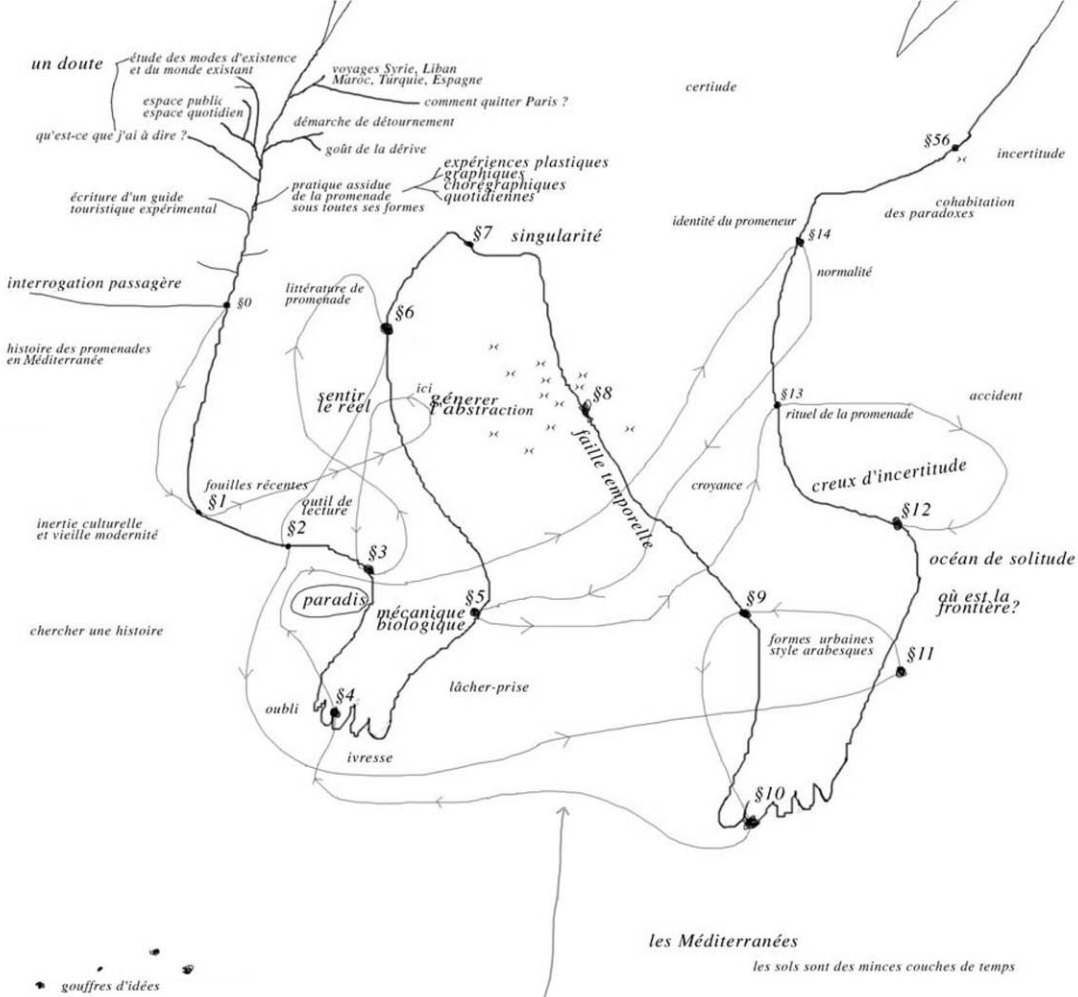 un doute
étude des modes d'existence
et du monde existant
voyages Syrie, Liban
Maroc, Turquie, Espagne
certiude
espace public
espace quotidien
comment quitter Paris ?
qu'est-ce que j'ai à dire ?
démarche de détournement
goût de la dérive
§56
incertitude
expériences plastiques
graphiques
chorégraphiques
quotidiennes
pratique assidue
de la promenade
sous toutes ses formes
écriture d'un guide
touristique expérimental
cohabitation
des paradoxes
identité du promeneur
§14
§7
singularité
normalité
interrogation passagère
§0
littérature de
promenade
§6
histoire des promenades
en Méditerranée
ici
sentir
le réel
génerer
l'abstraction
§8
§13
rituel de la promenade
accident
faille temporelle
fouilles récentes
§1
outil de
lecture
croyance
creux d'incertitude
inertie culturelle
et vieille modernité
§2
§12
§3
océan de solitude
paradis
mécanique
biologique
§5
§9
où est la
frontière?
chercher une histoire
formes urbaines
style arabesques
§11
lâcher-prise
oubli
§4
ivresse
§10
les Méditerranées
les sols sont des minces couches de temps
gouffres d'idées